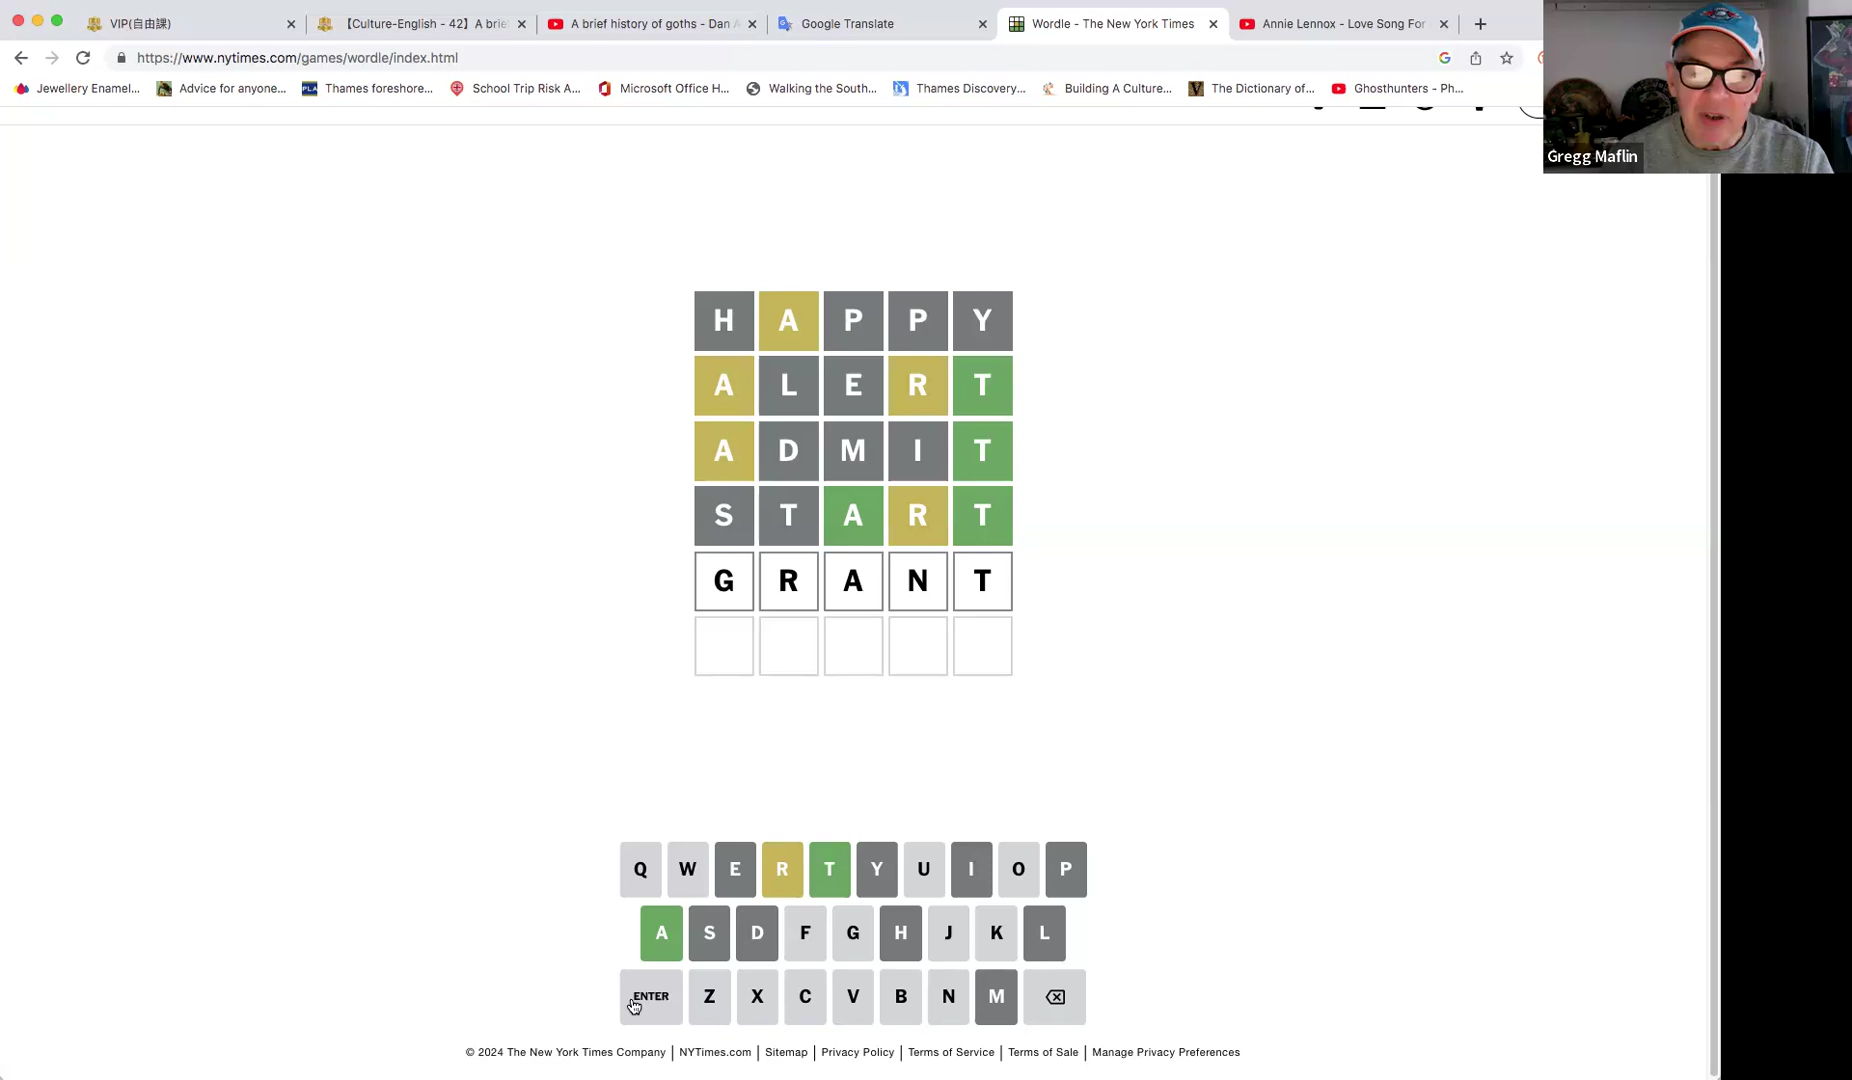 VIP(自由課)
【Culture-English - 42】A brie
A brief history of goths - Dan A
Google Translate
Wordle - The New York Times
Annie Lennox - Love Song For
https://www.nytimes.com/games/wordle/index.html
Jewellery Enamel...
Advice for anyone...
PLA
Thames foreshore...
School Trip Risk A...
Microsoft Office H...
Walking the South...
Thames Discovery...
Building A Culture...
V
The Dictionary of...
Ghosthunters - Ph...
Gregg Maflin
H A P P Y
A L E R T
A D M I T
S T A R T
G R A N T
Q W E R T Y U I O P
A S D F G H J K L
ENTER Z X C V B N M
© 2024 The New York Times Company | NYTimes.com | Sitemap | Privacy Policy | Terms of Service | Terms of Sale | Manage Privacy Preferences